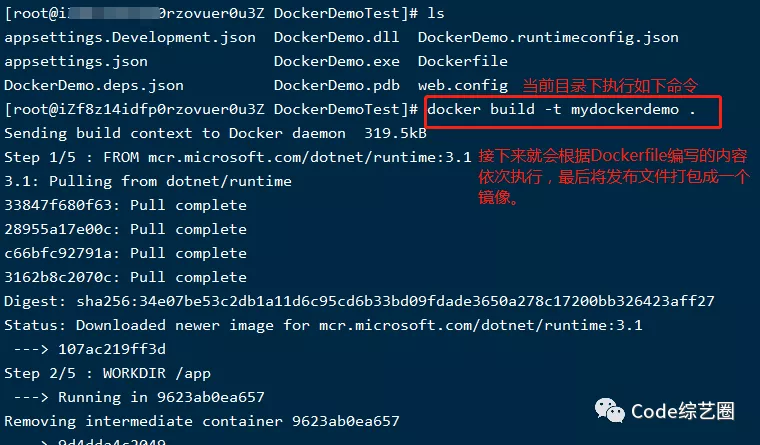 [root@i 0rzovuer0u3Z DockerDemoTest]# ls
appsettings.Development.json DockerDemo.dll DockerDemo.runtimeconfig.json
appsettings.json DockerDemo.exe Dockerfile
DockerDemo.deps.json DockerDemo.pdb web.config 当前目录下执行如下命令
[root@iZf8z14idfp0rzovuer0u3Z DockerDemoTest]# docker build -t mydockerdemo .
Sending build context to Docker daemon 319.5kB
Step 1/5 : FROM mcr.microsoft.com/dotnet/runtime:3.1
接下来就会根据Dockerfile编写的内容
依次执行，最后将发布文件打包成一个
镜像。
3.1: Pulling from dotnet/runtime
33847f680f63: Pull complete
28955a17e00c: Pull complete
c66bfc92791a: Pull complete
3162b8c2070c: Pull complete
Digest: sha256:34e07be53c2db1a11d6c95cd6b33bd09fdade3650a278c17200bb326423aff27
Status: Downloaded newer image for mcr.microsoft.com/dotnet/runtime:3.1
---> 107ac219ff3d
Step 2/5 : WORKDIR /app
---> Running in 9623ab0ea657
Removing intermediate container 9623ab0ea657
Code综艺圈